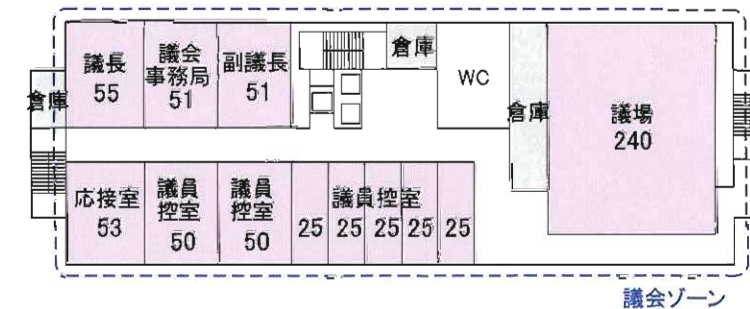 議長
55
議会
事務局
51
副議長
51
倉庫
WC
倉庫
倉庫
議場
240
応接室
53
議員
控室
50
議員
控室
50
議員控室
25 25 25 25 25
議会ゾーン